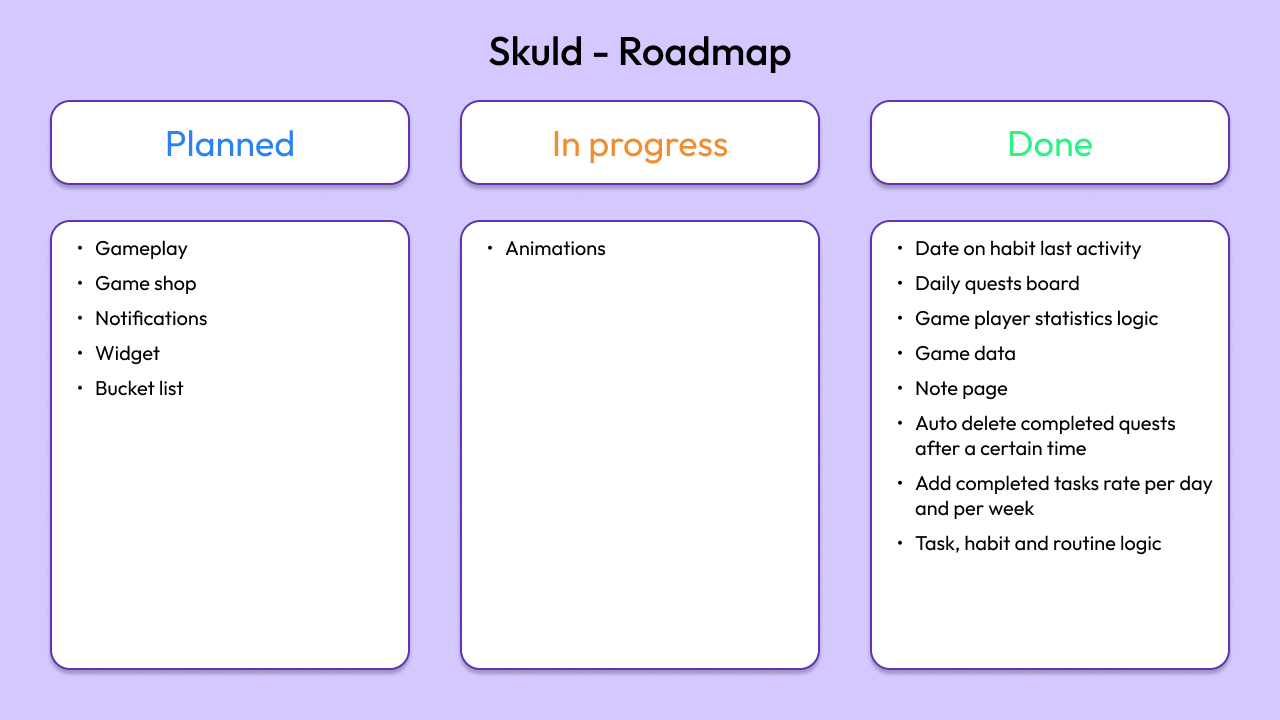 Skuld - Roadmap
Planned
In progress
Done
• Gameplay
• Game shop
• Notifications
• Widget
• Bucket list
• Animations
• Date on habit last activity
• Daily quests board
• Game player statistics logic
• Game data
• Note page
• Auto delete completed quests
after a certain time
• Add completed tasks rate per day
and per week
• Task, habit and routine logic